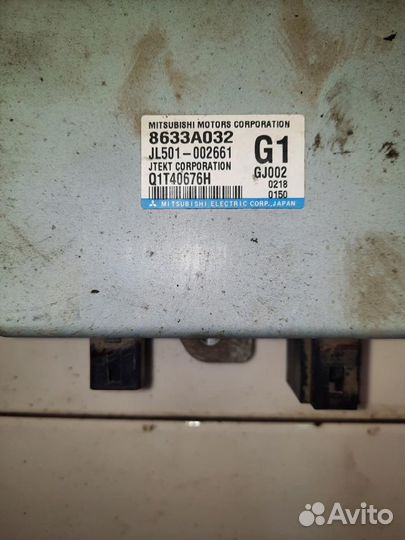 MITSUBISHI MOTORS CORPORATION
8633A032
JL501-002661
JTEKT CORPORATION
Q1T40676H
G1
GJ002
0218
0150
MITSUBISHI ELECTRIC CORP., JAPAN
Avito